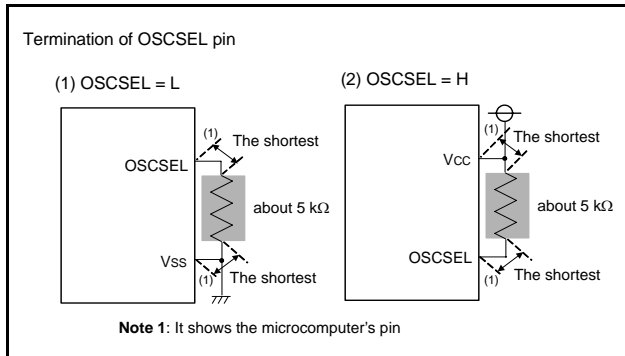 Termination of OSCSEL pin
(1) OSCSEL = L
(1)
The shortest
OSCSEL
about 5 kΩ
Vss
(1)
The shortest
(2) OSCSEL = H
(1)
The shortest
Vcc
about 5 kΩ
OSCSEL
(1)
The shortest
Note 1: It shows the microcomputer's pin